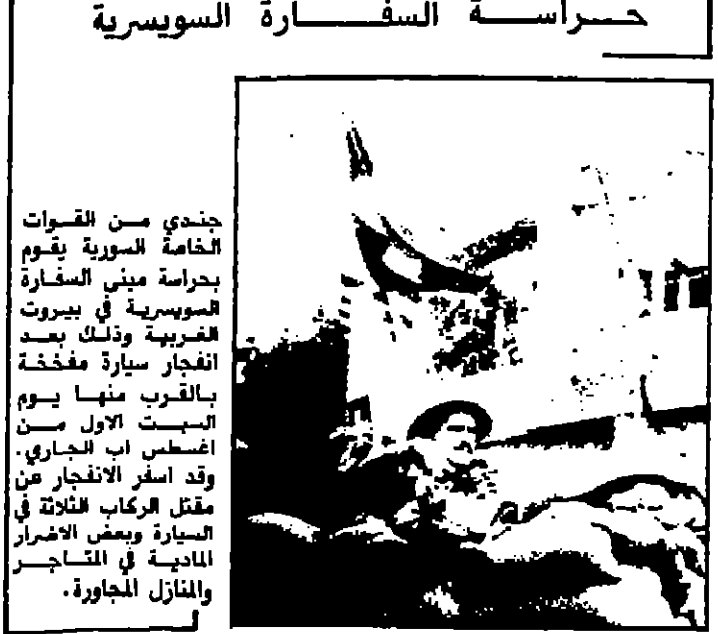 حراسة السفارة السويسرية
جندي من القوات
الخاصة السورية يقوم
بحراسة مبنى السفارة
السويسرية في بيروت
الغربية وذلك بعد
انفجار سيارة مفخخة
بالقرب منها يوم
السبت الاول من
اغسطس اب الجاري.
وقد اسفر الانفجار عن
مقتل الركاب الثلاثة في
السيارة وبعض الاضرار
المادية في المتاجر
والمنازل المجاورة.